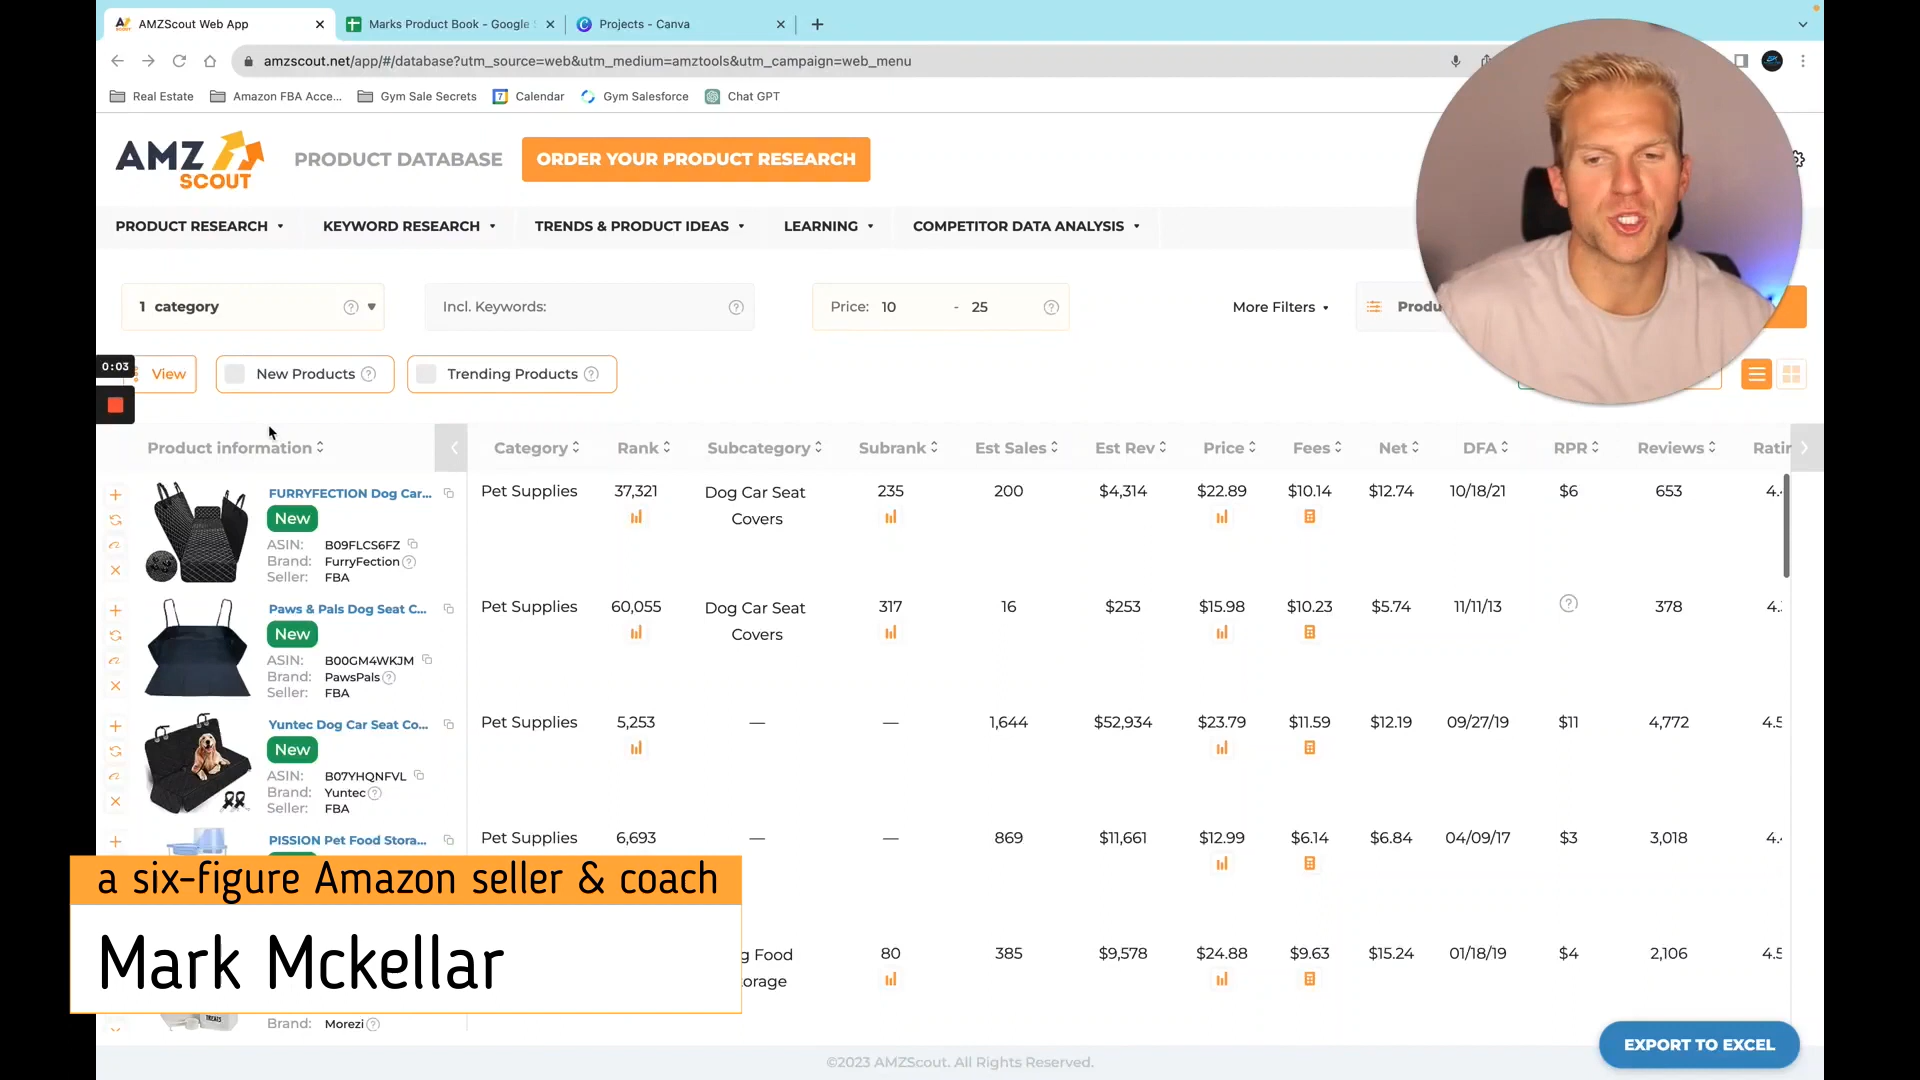 AMZScout Web App
Marks Product Book - Google
Projects - Canva
amzscout.net/app/#/database?utm_source=web&utm_medium=amztools&utm_campaign=web_menu
Real Estate
Amazon FBA Acce...
Gym Sale Secrets
Calendar
Gym Salesforce
Chat GPT
AMZ SCOUT
PRODUCT DATABASE
ORDER YOUR PRODUCT RESEARCH
PRODUCT RESEARCH
KEYWORD RESEARCH
TRENDS & PRODUCT IDEAS
LEARNING
COMPETITOR DATA ANALYSIS
1 category
Incl. Keywords:
Price: 10 - 25
More Filters
Produ
0:03
View
New Products
Trending Products
Product information
Category Rank Subcategory Subrank Est Sales Est Rev Price Fees Net DFA RPR Reviews Ratin
FURRYFECTION Dog Car...
New
ASIN: B09FLCS6FZ
Brand: FurryFection
Seller: FBA
Pet Supplies 37,321 Dog Car Seat Covers 235 200 $4,314 $22.89 $10.14 $12.74 10/18/21 $6 653
Paws & Pals Dog Seat C...
New
ASIN: B00GM4WKJM
Brand: PawsPals
Seller: FBA
Pet Supplies 60,055 Dog Car Seat Covers 317 16 $253 $15.98 $10.23 $5.74 11/11/13 378
Yuntec Dog Car Seat Co...
New
ASIN: B07YHQNFVL
Brand: Yuntec
Seller: FBA
Pet Supplies 5,253 — — 1,644 $52,934 $23.79 $11.59 $12.19 09/27/19 $11 4,772 4.5
PISSION Pet Food Stora...
Pet Supplies 6,693 — — 869 $11,661 $12.99 $6.14 $6.84 04/09/17 $3 3,018
g Food orage 80 385 $9,578 $24.88 $9.63 $15.24 01/18/19 $4 2,106 4.5
a six-figure Amazon seller & coach
Mark Mckellar
Brand: Morezi
EXPORT TO EXCEL
©2023 AMZScout. All Rights Reserved.